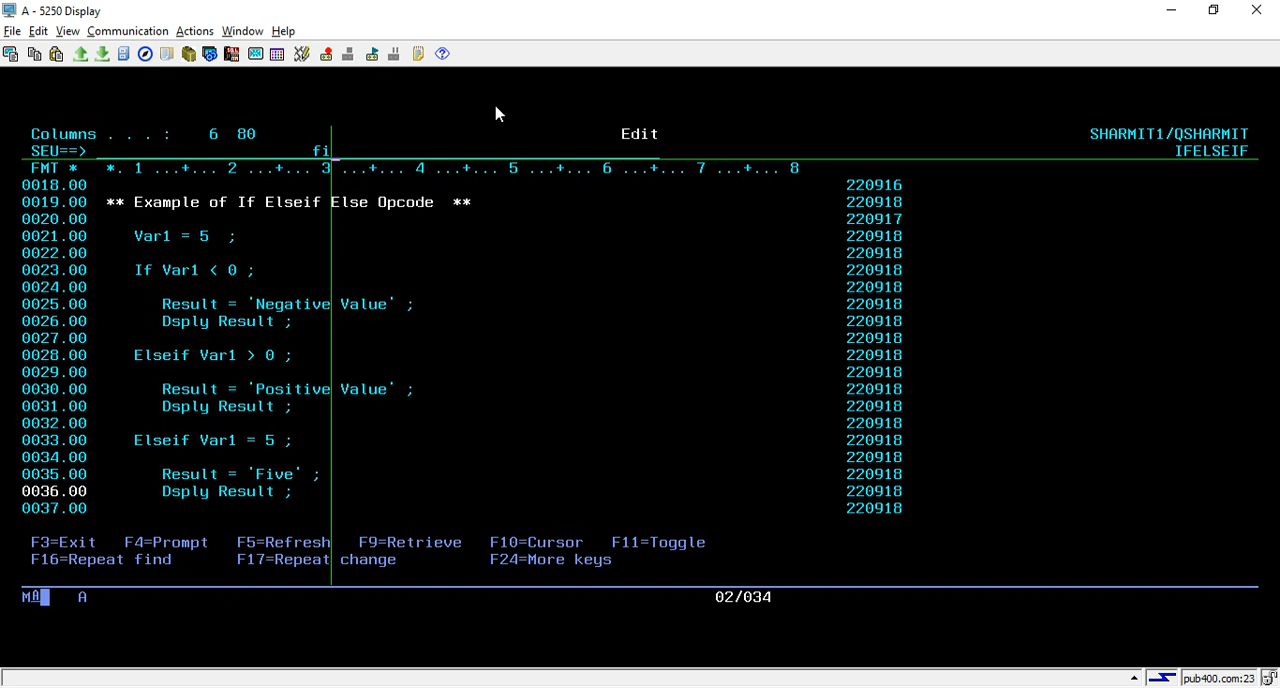 A - 5250 Display
File Edit View Communication Actions Window Help
Columns . . . :    6  80                                       Edit                                       SHARMIT1/QSHARMIT
SEU==>                         fi                                                                          IFELSEIF
FMT *   *. 1 ...+... 2 ...+... 3 ...+... 4 ...+... 5 ...+... 6 ...+... 7 ...+... 8
0018.00                                                                                 220916
0019.00  ** Example of If Elseif Else Opcode  **                                        220918
0020.00                                                                                 220917
0021.00     Var1 = 5  ;                                                                 220918
0022.00                                                                                 220918
0023.00     If Var1 < 0 ;                                                               220918
0024.00                                                                                 220918
0025.00        Result = 'Negative Value' ;                                              220918
0026.00        Dsply Result ;                                                           220918
0027.00                                                                                 220918
0028.00     Elseif Var1 > 0 ;                                                           220918
0029.00                                                                                 220918
0030.00        Result = 'Positive Value' ;                                              220918
0031.00        Dsply Result ;                                                           220918
0032.00                                                                                 220918
0033.00     Elseif Var1 = 5 ;                                                           220918
0034.00                                                                                 220918
0035.00        Result = 'Five' ;                                                        220918
0036.00        Dsply Result ;                                                           220918
0037.00                                                                                 220918
F3=Exit   F4=Prompt   F5=Refresh   F9=Retrieve   F10=Cursor   F11=Toggle
F16=Repeat find       F17=Repeat change          F24=More keys
MA    A    02/034
pub400.com:23